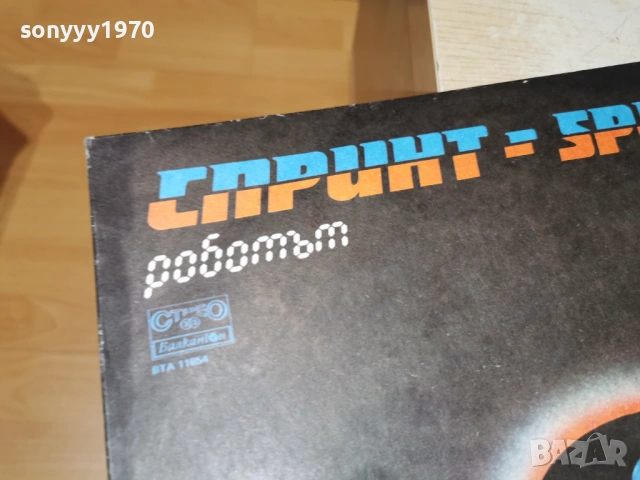 sonyyy1970
СПРИНТ - SP
роботът
СТЕРЕО
Балкантон
ВТА 11854
BAZAR